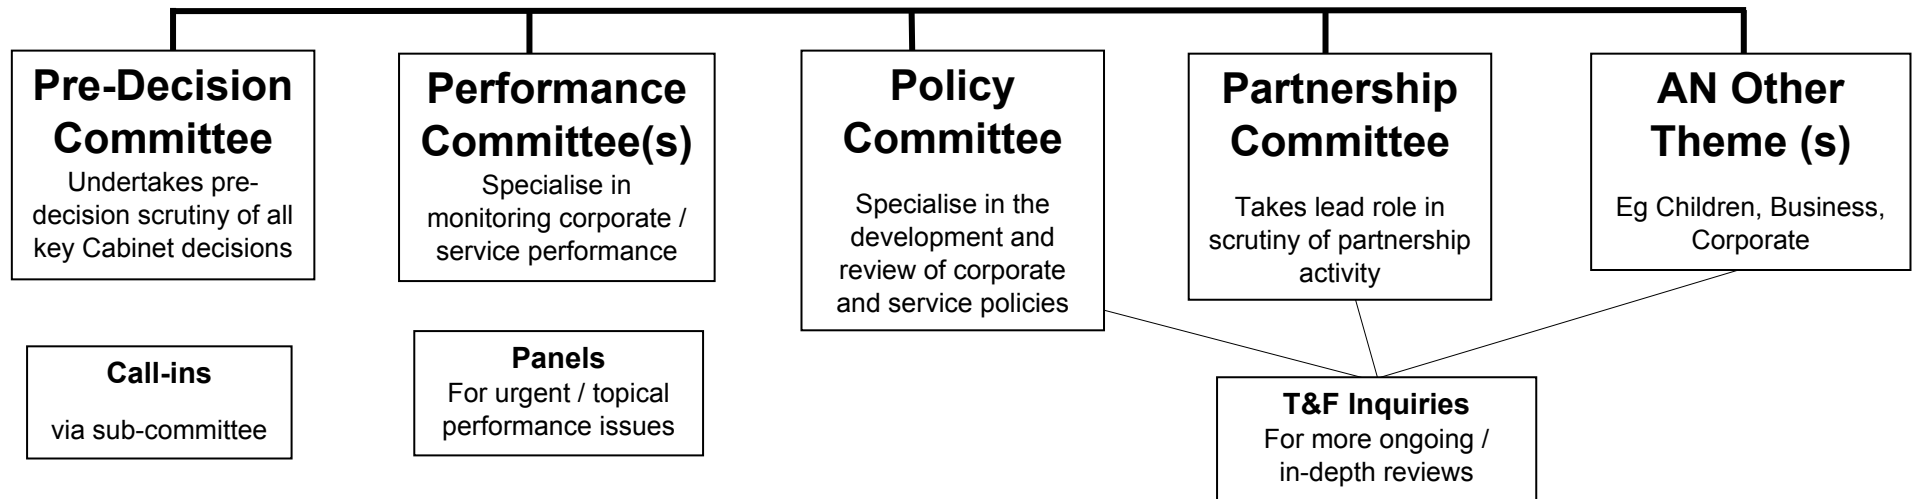 Pre-Decision
Committee
Undertakes pre-
decision scrutiny of all
key Cabinet decisions
Performance
Committee(s)
Specialise in
monitoring corporate /
service performance
Policy
Committee
Specialise in the
development and
review of corporate
and service policies
Partnership
Committee
Takes lead role in
scrutiny of partnership
activity
AN Other
Theme (s)
Eg Children, Business,
Corporate
Call-ins
via sub-committee
Panels
For urgent / topical
performance issues
T&F Inquiries
For more ongoing /
in-depth reviews